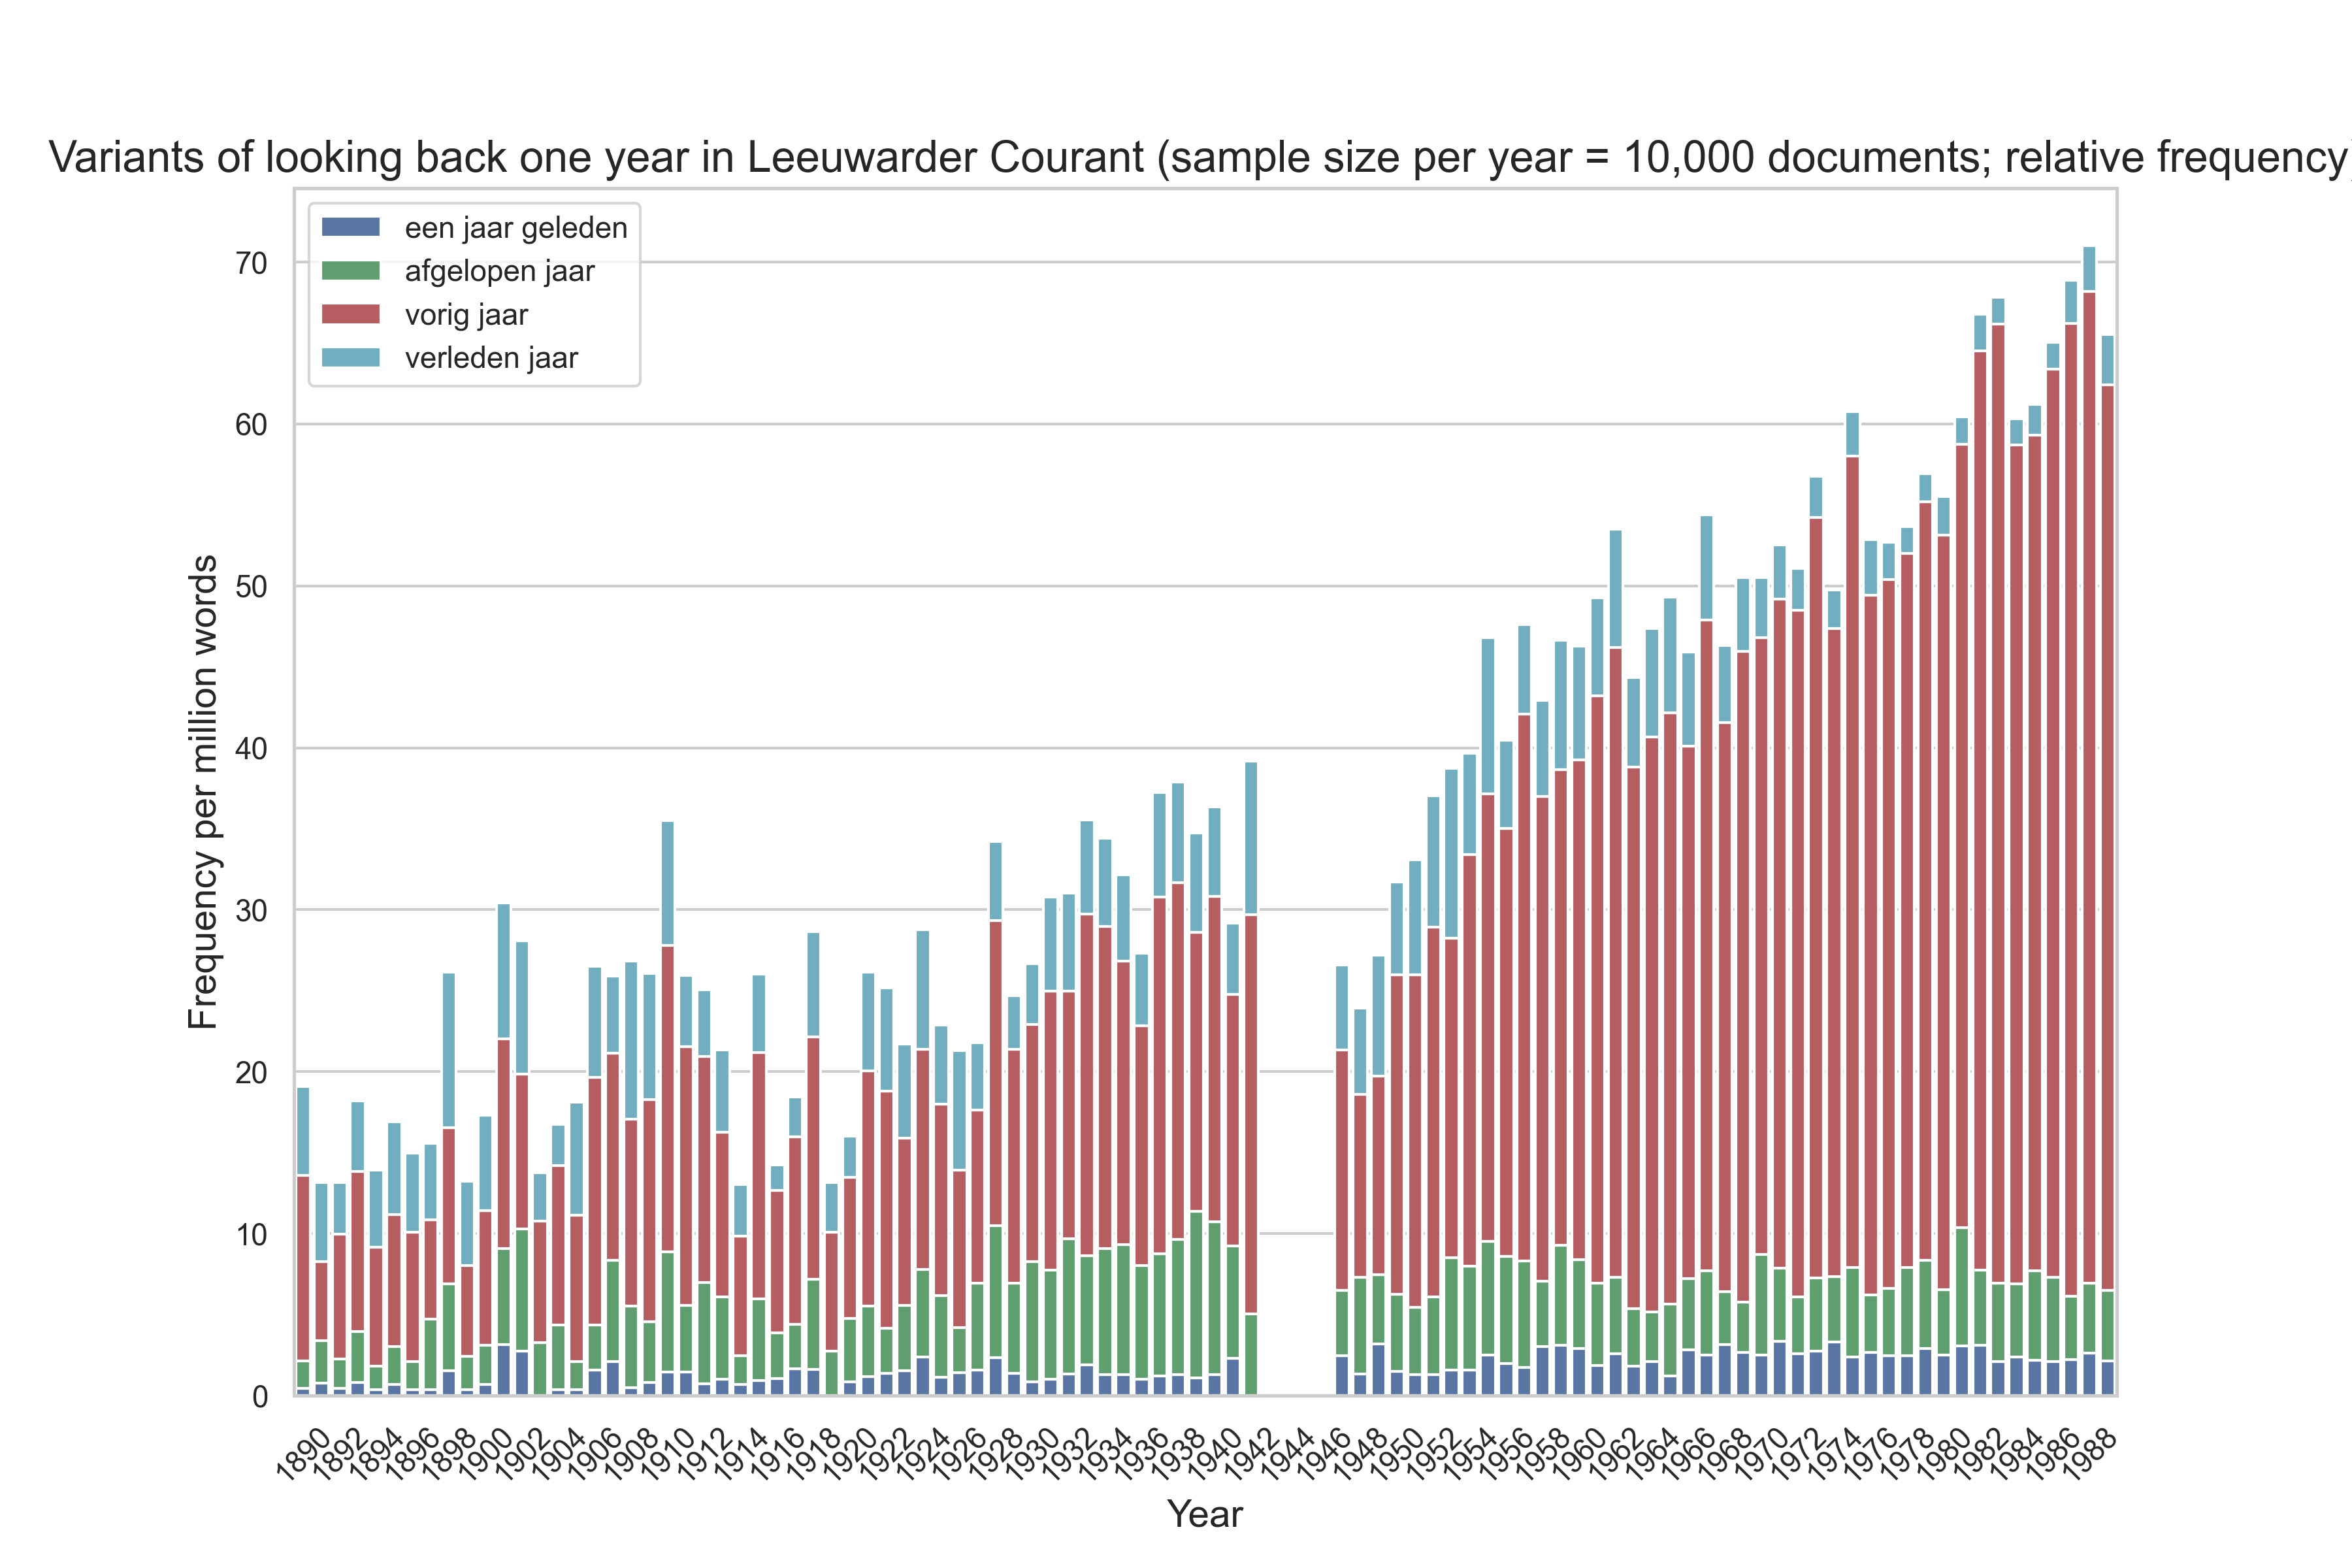 Variants of looking back one year in Leeuwarder Courant (sample size per year = 10,000 documents; relative frequency)
een jaar geleden
afgelopen jaar
vorig jaar
verleden jaar
Frequency per million words
70
60
50
40
30
20
10
0
1890 1892 1894 1896 1898 1900 1902 1904 1906 1908 1910 1912 1914 1916 1918 1920 1922 1924 1926 1928 1930 1932 1934 1936 1938 1940 1942 1944 1946 1948 1950 1952 1954 1956 1958 1960 1962 1964 1966 1968 1970 1972 1974 1976 1978 1980 1982 1984 1986 1988
Year